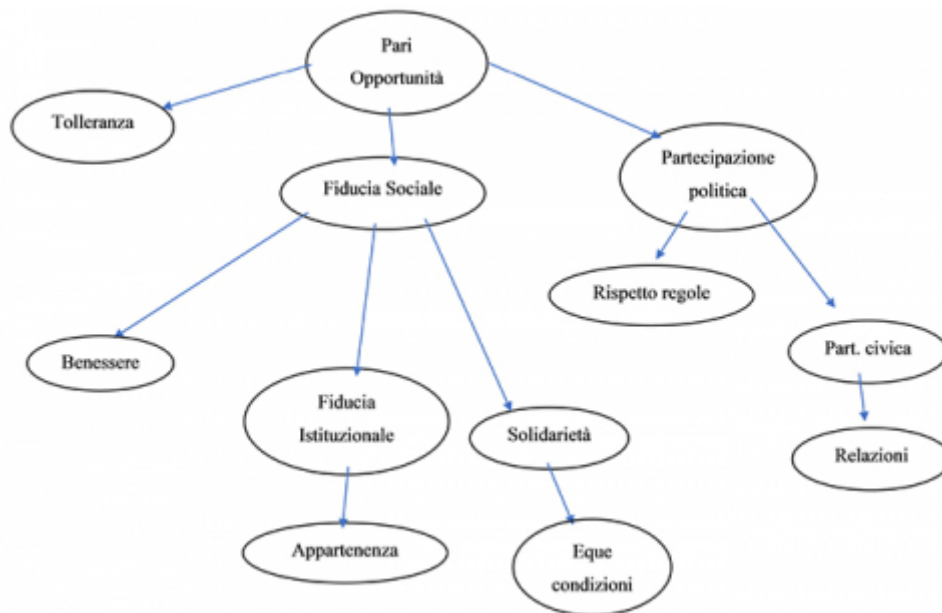 Pari
Opportunità
Tolleranza
Fiducia Sociale
Partecipazione
politica
Rispetto regole
Benessere
Part. civica
Fiducia
Istituzionale
Solidarietà
Relazioni
Appartenenza
Eque
condizioni